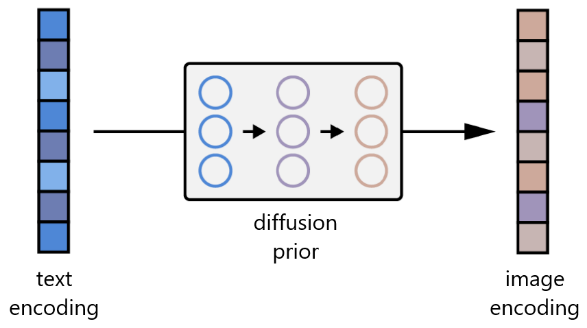 diffusion
prior
text
encoding
image
encoding